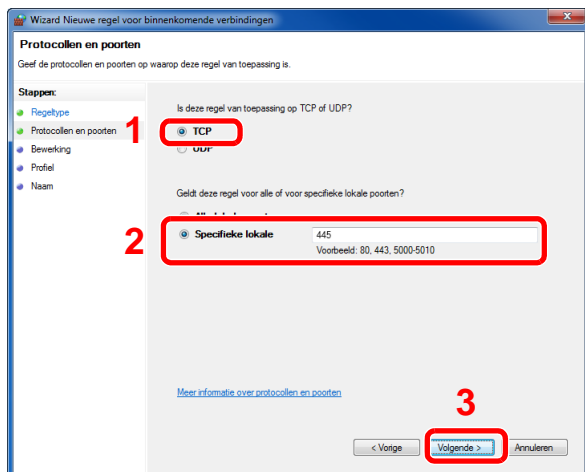 Wizard Nieuwe regel voor binnenkomende verbindingen
Protocollen en poorten
Geef de protocollen en poorten op waarop deze regel van toepassing is.
Stappen:
Regeltype
Protocollen en poorten
Bewerking
Profiel
Naam
Is deze regel van toepassing op TCP of UDP?
1
TCP
UDP
Geldt deze regel voor alle of voor specifieke lokale poorten?
2
Specifieke lokale
445
Voorbeeld: 80, 443, 5000-5010
Meer informatie over protocollen en poorten
3
< Vorige
Volgende >
Annuleren